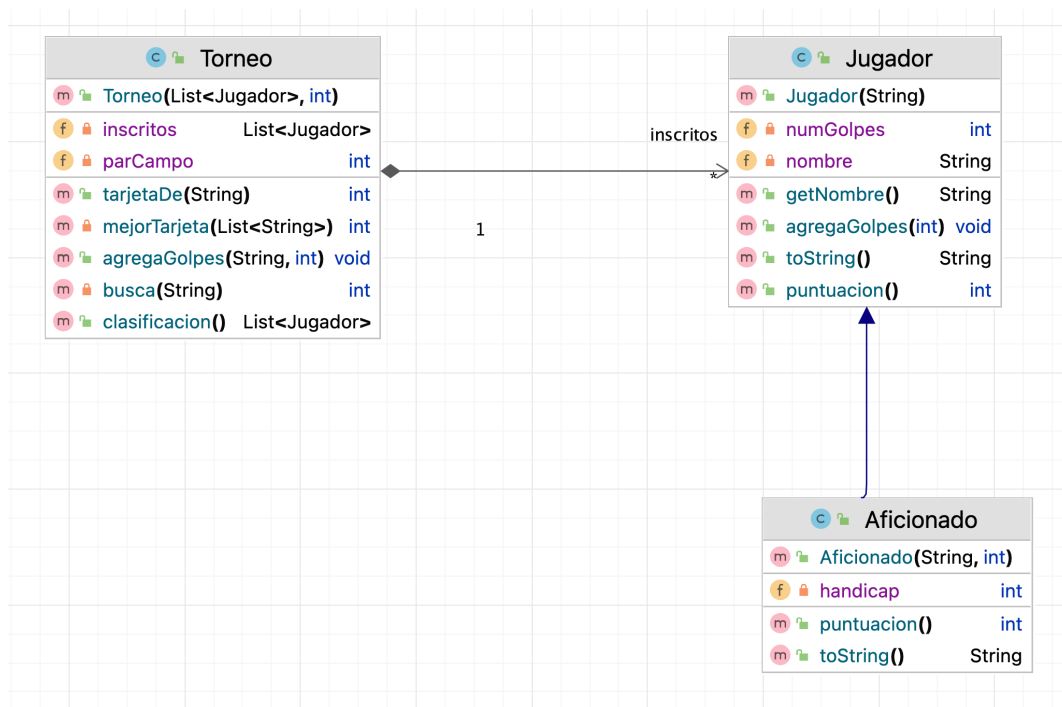 C Torneo
m Torneo(List<Jugador>, int)
f inscritos List<Jugador>
f parCampo int
m tarjetaDe(String) int
m mejorTarjeta(List<String>) int
m agregaGolpes(String, int) void
m busca(String) int
m clasificacion() List<Jugador>
inscritos
*
1
C Jugador
m Jugador(String)
f numGolpes int
f nombre String
m getNombre() String
m agregaGolpes(int) void
m toString() String
m puntuacion() int
C Aficionado
m Aficionado(String, int)
f handicap int
m puntuacion() int
m toString() String